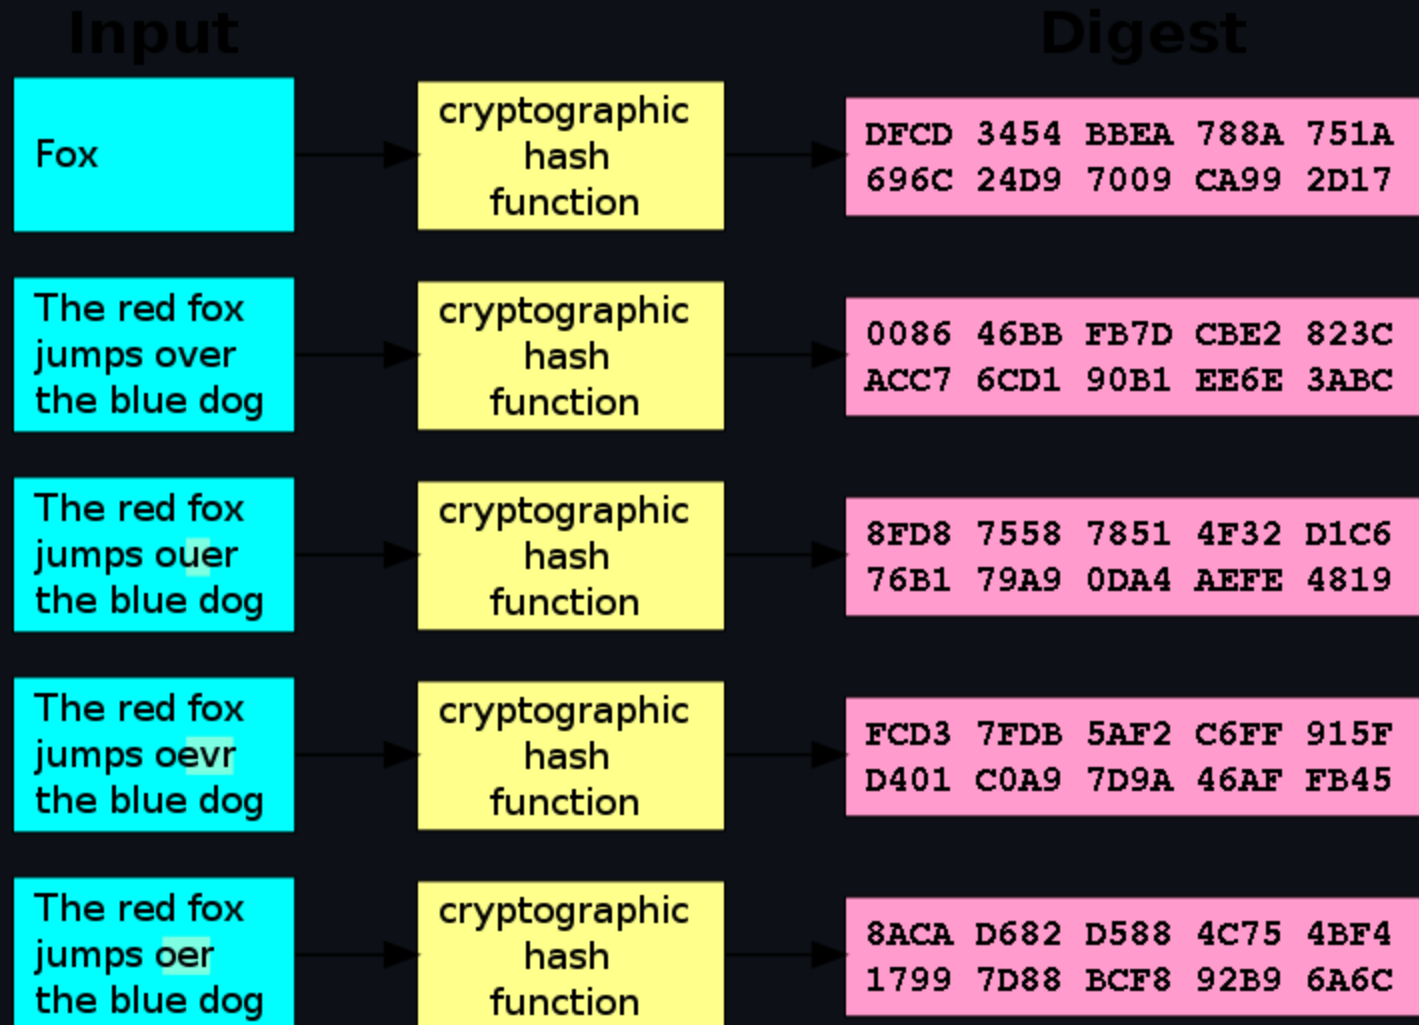 Input
Digest
Fox
cryptographic
hash
function
DFCD 3454 BBEA 788A 751A
696C 24D9 7009 CA99 2D17
The red fox
jumps over
the blue dog
cryptographic
hash
function
0086 46BB FB7D CBE2 823C
ACC7 6CD1 90B1 EE6E 3ABC
The red fox
jumps ouer
the blue dog
cryptographic
hash
function
8FD8 7558 7851 4F32 D1C6
76B1 79A9 0DA4 AEFE 4819
The red fox
jumps oevr
the blue dog
cryptographic
hash
function
FCD3 7FDB 5AF2 C6FF 915F
D401 C0A9 7D9A 46AF FB45
The red fox
jumps oer
the blue dog
cryptographic
hash
function
8ACA D682 D588 4C75 4BF4
1799 7D88 BCF8 92B9 6A6C